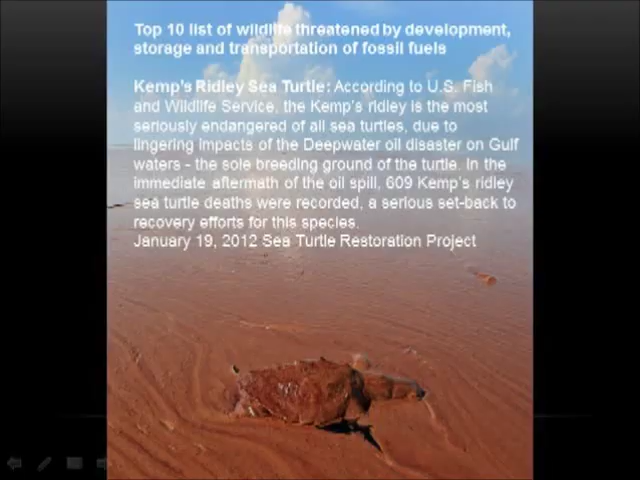 Top 10 list of wildlife threatened by development,
storage and transportation of fossil fuels
Kemp's Ridley Sea Turtle: According to U.S. Fish
and Wildlife Service, the Kemp's ridley is the most
seriously endangered of all sea turtles, due to
lingering impacts of the Deepwater oil disaster on Gulf
waters - the sole breeding ground of the turtle. In the
immediate aftermath of the oil spill, 609 Kemp's ridley
sea turtle deaths were recorded, a serious set-back to
recovery efforts for this species.
January 19, 2012 Sea Turtle Restoration Project